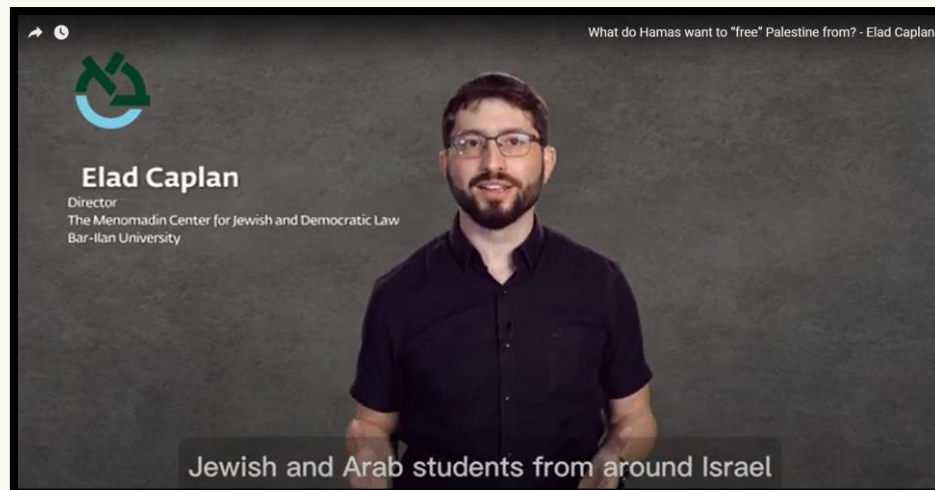 What do Hamas want to “free” Palestine from? - Elad Caplan
Elad Caplan
Director
The Menomadin Center for Jewish and Democratic Law
Bar-Ilan University
Jewish and Arab students from around Israel